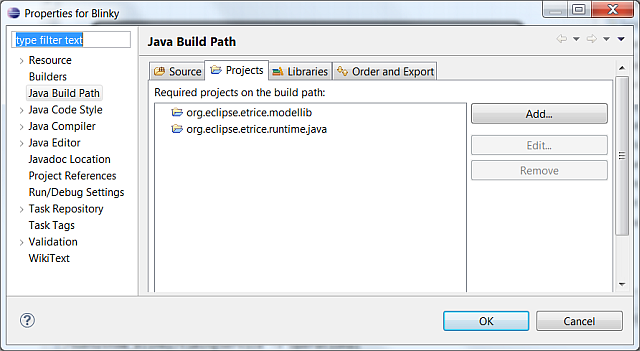 Properties for Blinky
type filter text
Java Build Path
Resource
Builders
Java Build Path
Java Code Style
Java Compiler
Java Editor
Javadoc Location
Project References
Run/Debug Settings
Task Repository
Task Tags
Validation
WikiText
Source
Projects
Libraries
Order and Export
Required projects on the build path:
org.eclipse.etrice.modellib
org.eclipse.etrice.runtime.java
Add...
Edit...
Remove
?
OK
Cancel